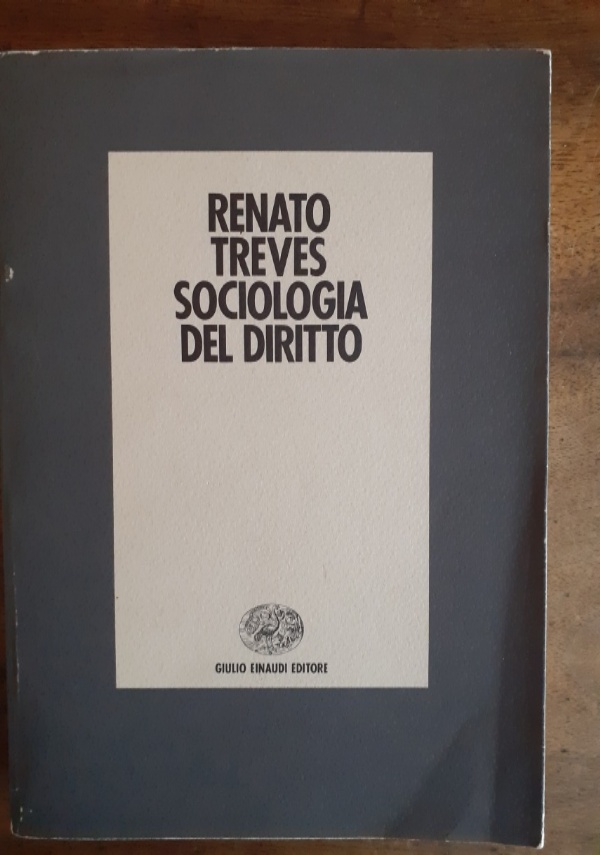 RENATO
TREVES
SOCIOLOGIA
DEL DIRITTO
GIULIO EINAUDI EDITORE